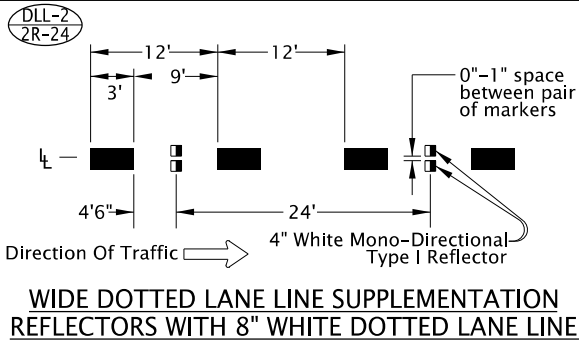 DLL-2
2R-24
12'
12'
3'
9'
0"-1" space
between pair
of markers
LL
4'6"
24'
4" White Mono-Directional
Type I Reflector
Direction Of Traffic
WIDE DOTTED LANE LINE SUPPLEMENTATION
REFLECTORS WITH 8" WHITE DOTTED LANE LINE